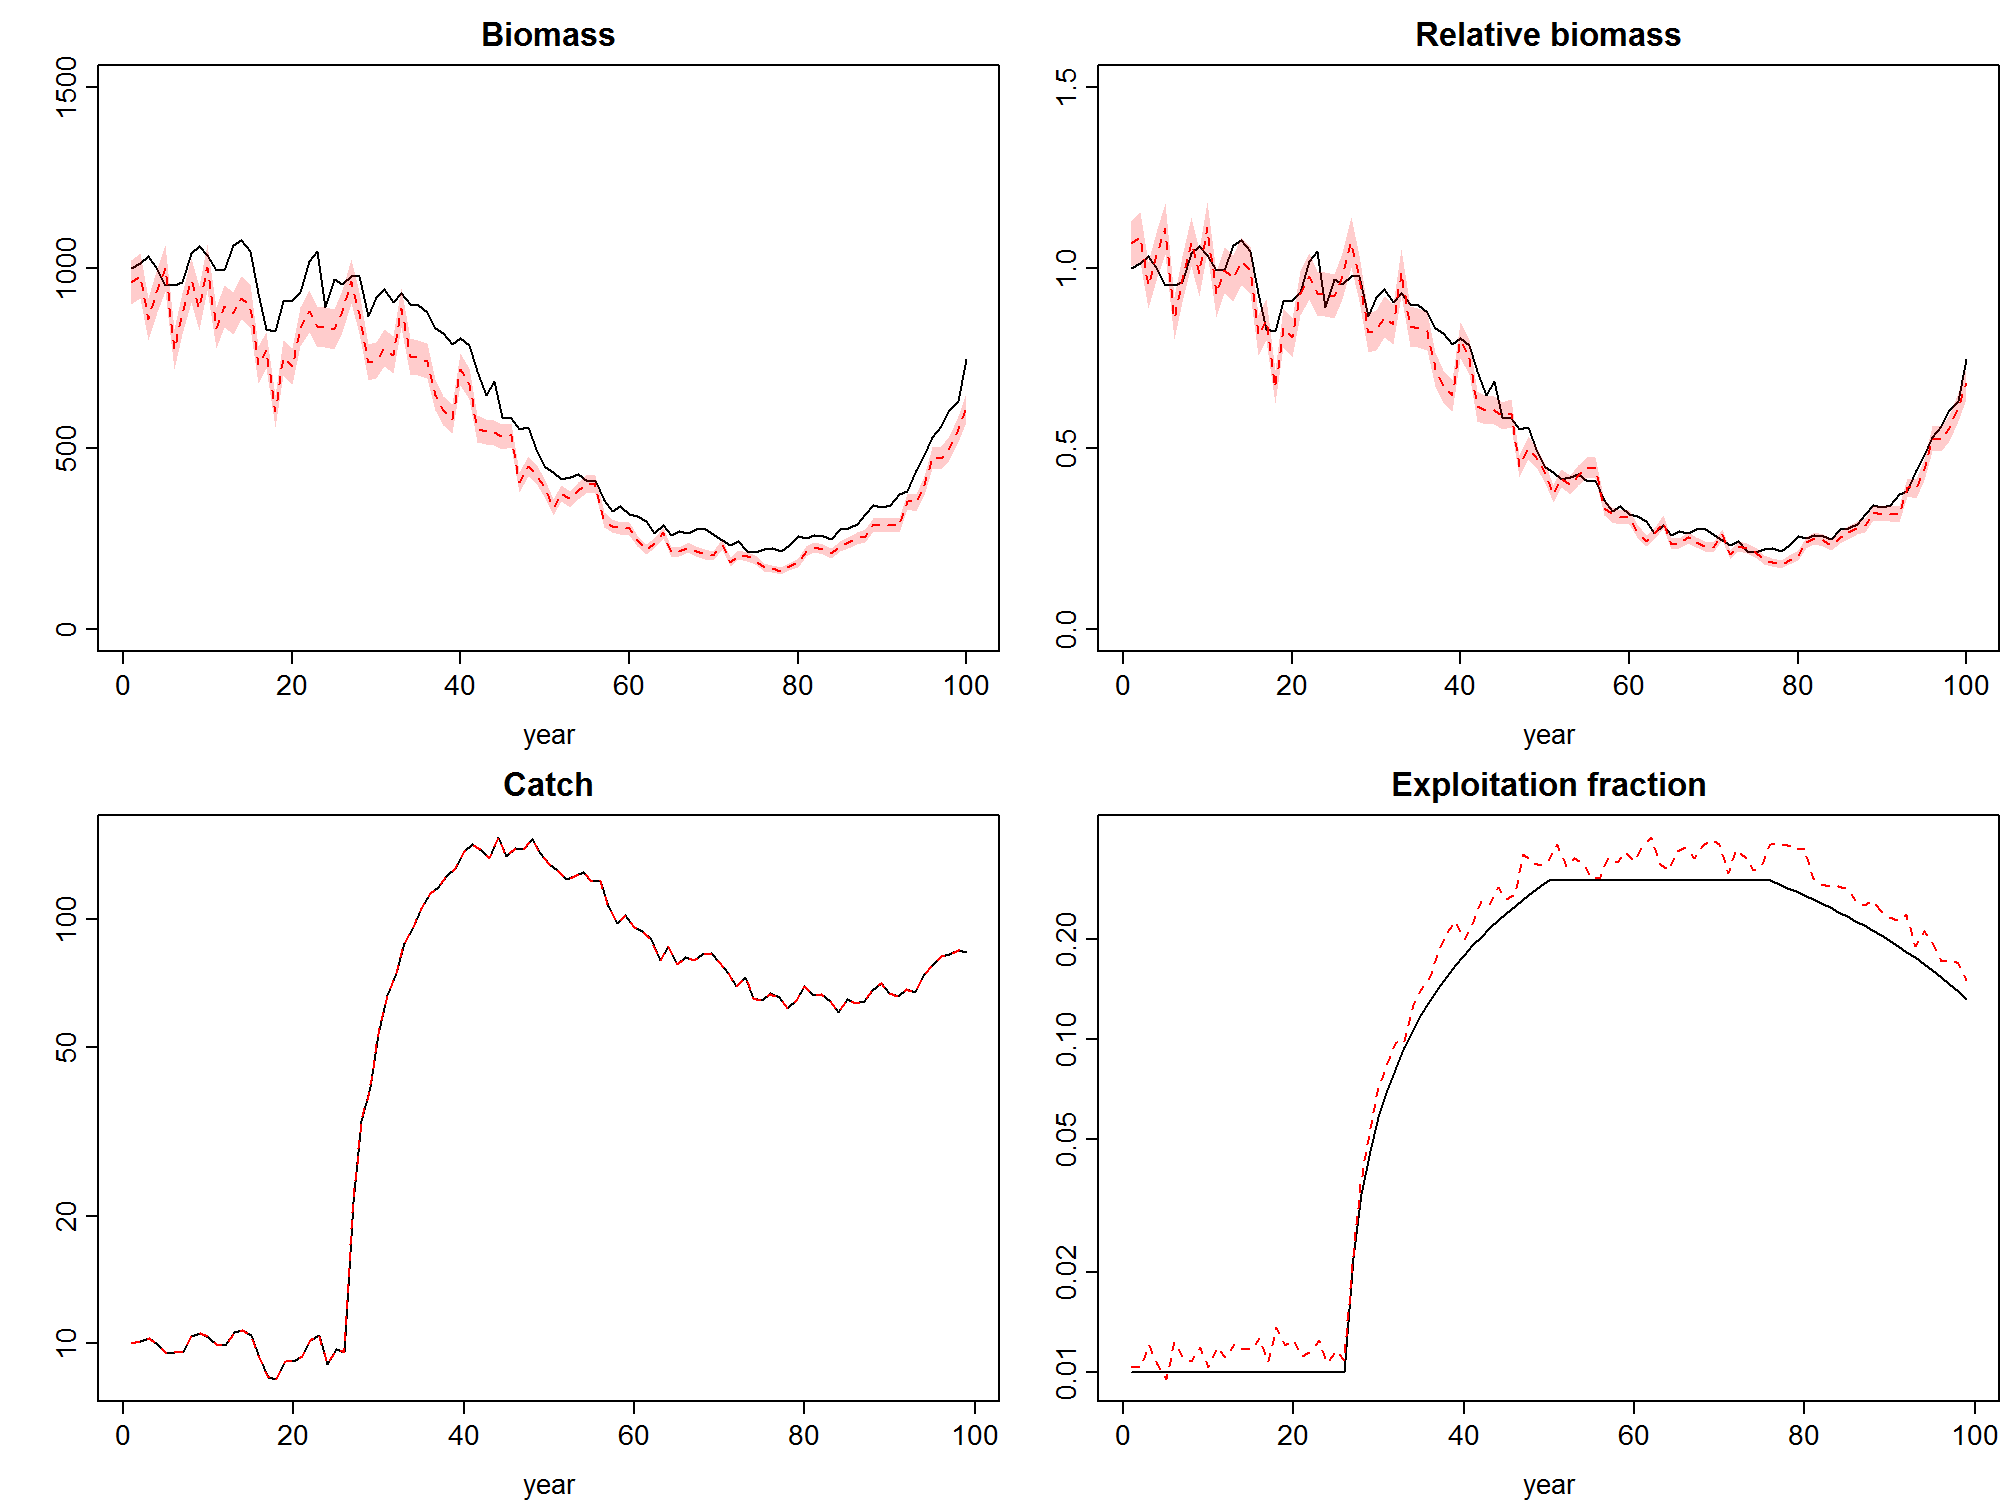 Biomass
1500
1000
500
0
0 20 40 60 80 100
year
Relative biomass
1.5
1.0
0.5
0.0
0 20 40 60 80 100
year
Catch
100
50
20
10
0 20 40 60 80 100
year
Exploitation fraction
0.20
0.10
0.05
0.02
0.01
0 20 40 60 80 100
year